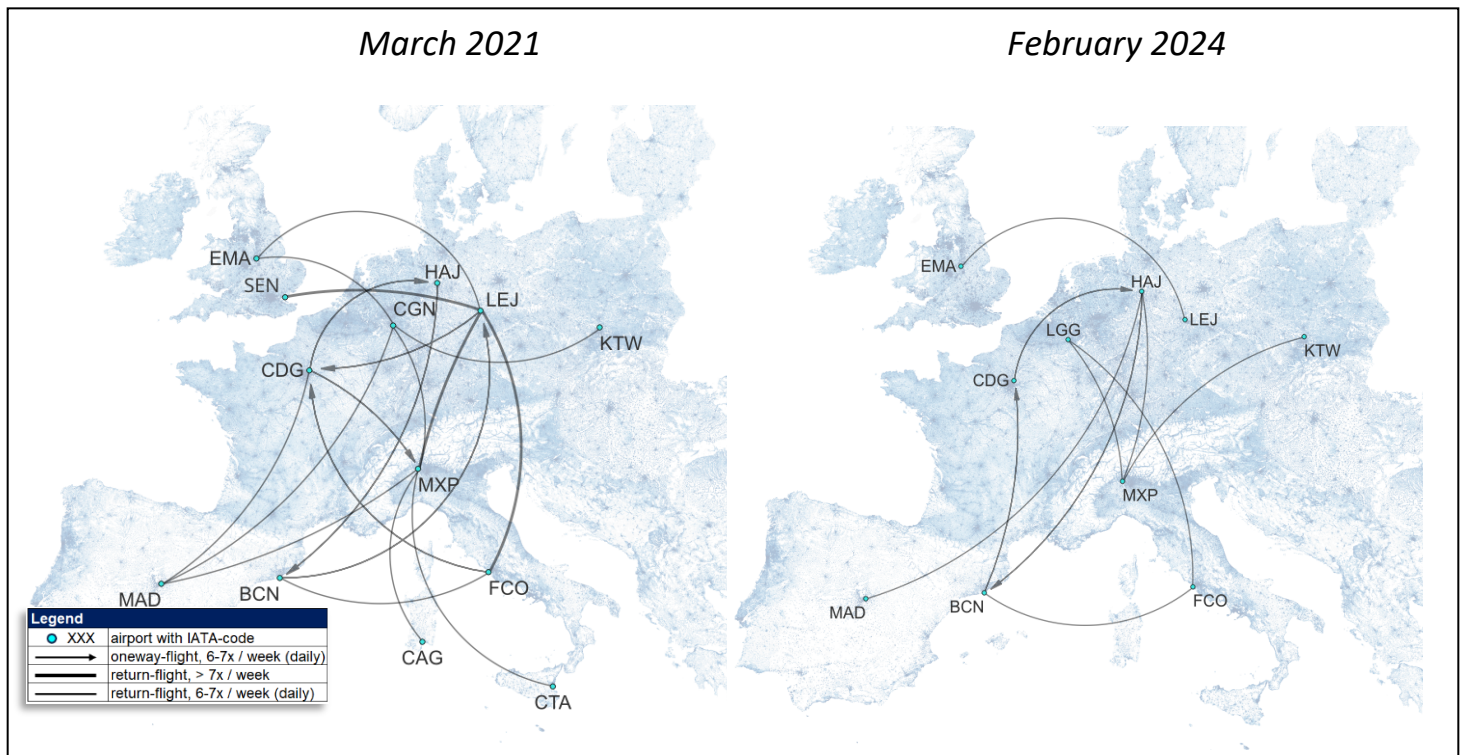 March 2021
February 2024
EMA
SEN
HAJ
CGN
LEJ
KTW
CDG
MXP
MAD
BCN
FCO
CAG
CTA
Legend
XXX airport with IATA-code
oneway-flight, 6-7x / week (daily)
return-flight, > 7x / week
return-flight, 6-7x / week (daily)
EMA
HAJ
LGG
LEJ
KTW
CDG
MXP
MAD
BCN
FCO